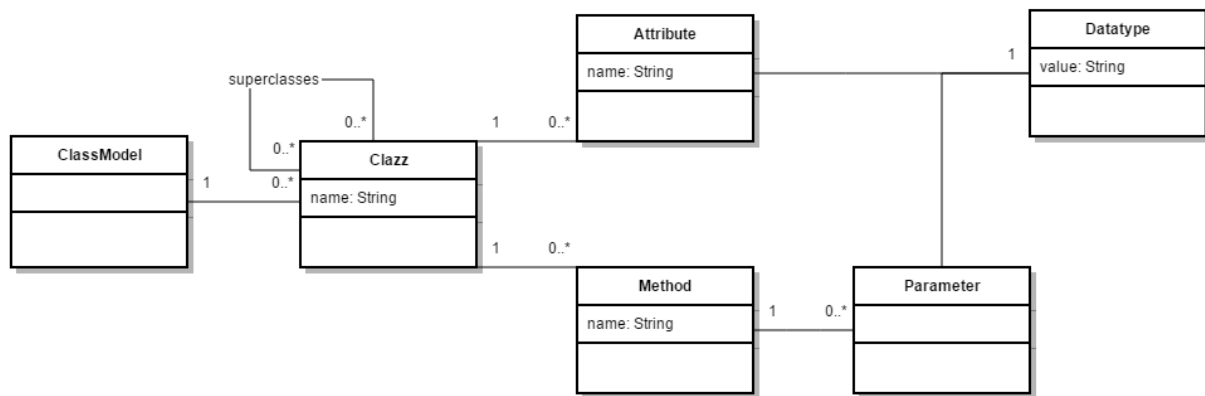 Attribute
name: String
Datatype
value: String
1
superclasses
0..*
0..*
1
0..*
ClassModel
1
0..*
Clazz
name: String
1
0..*
Method
name: String
1
0..*
Parameter